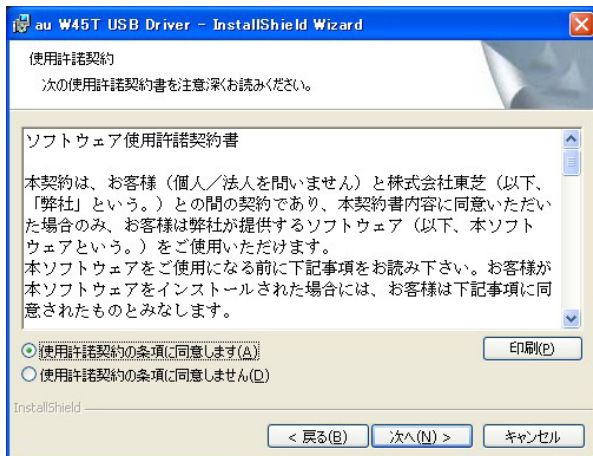 au W45T USB Driver - InstallShield Wizard
使用許諾契約
次の使用許諾契約書を注意深くお読みください。
ソフトウェア使用許諾契約書
本契約は、お客様（個人／法人を問いません）と株式会社東芝（以下、
「弊社」という。）との間の契約であり、本契約書内容に同意いただい
た場合のみ、お客様は弊社が提供するソフトウェア（以下、本ソフト
ウェアという。）をご使用いただけます。
本ソフトウェアをご使用になる前に下記事項をお読み下さい。お客様が
本ソフトウェアをインストールされた場合には、お客様は下記事項に同
意されたものとみなします。
使用許諾契約の条項に同意します(A)
印刷(P)
使用許諾契約の条項に同意しません(D)
InstallShield
< 戻る(B)
次へ(N) >
キャンセル